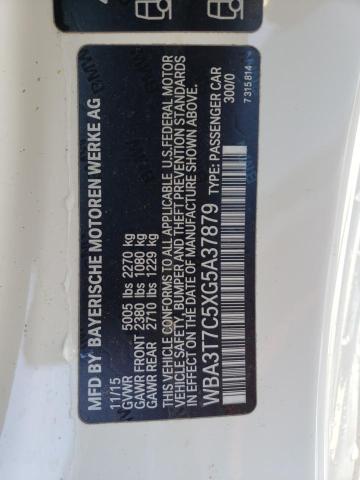 MFD BY BAYERISCHE MOTOREN WERKE AG
11/15
GVWR 5005 lbs 2270 kg
GAWR FRONT 2380 lbs 1080 kg
GAWR REAR 2710 lbs 1229 kg
THIS VEHICLE CONFORMS TO ALL APPLICABLE U.S.FEDERAL MOTOR
VEHICLE SAFETY, BUMPER AND THEFT PREVENTION STANDARDS
IN EFFECT ON THE DATE OF MANUFACTURE SHOWN ABOVE.
WBA3T7C5XG5A37879 TYPE: PASSENGER CAR
300/0
7 315 814